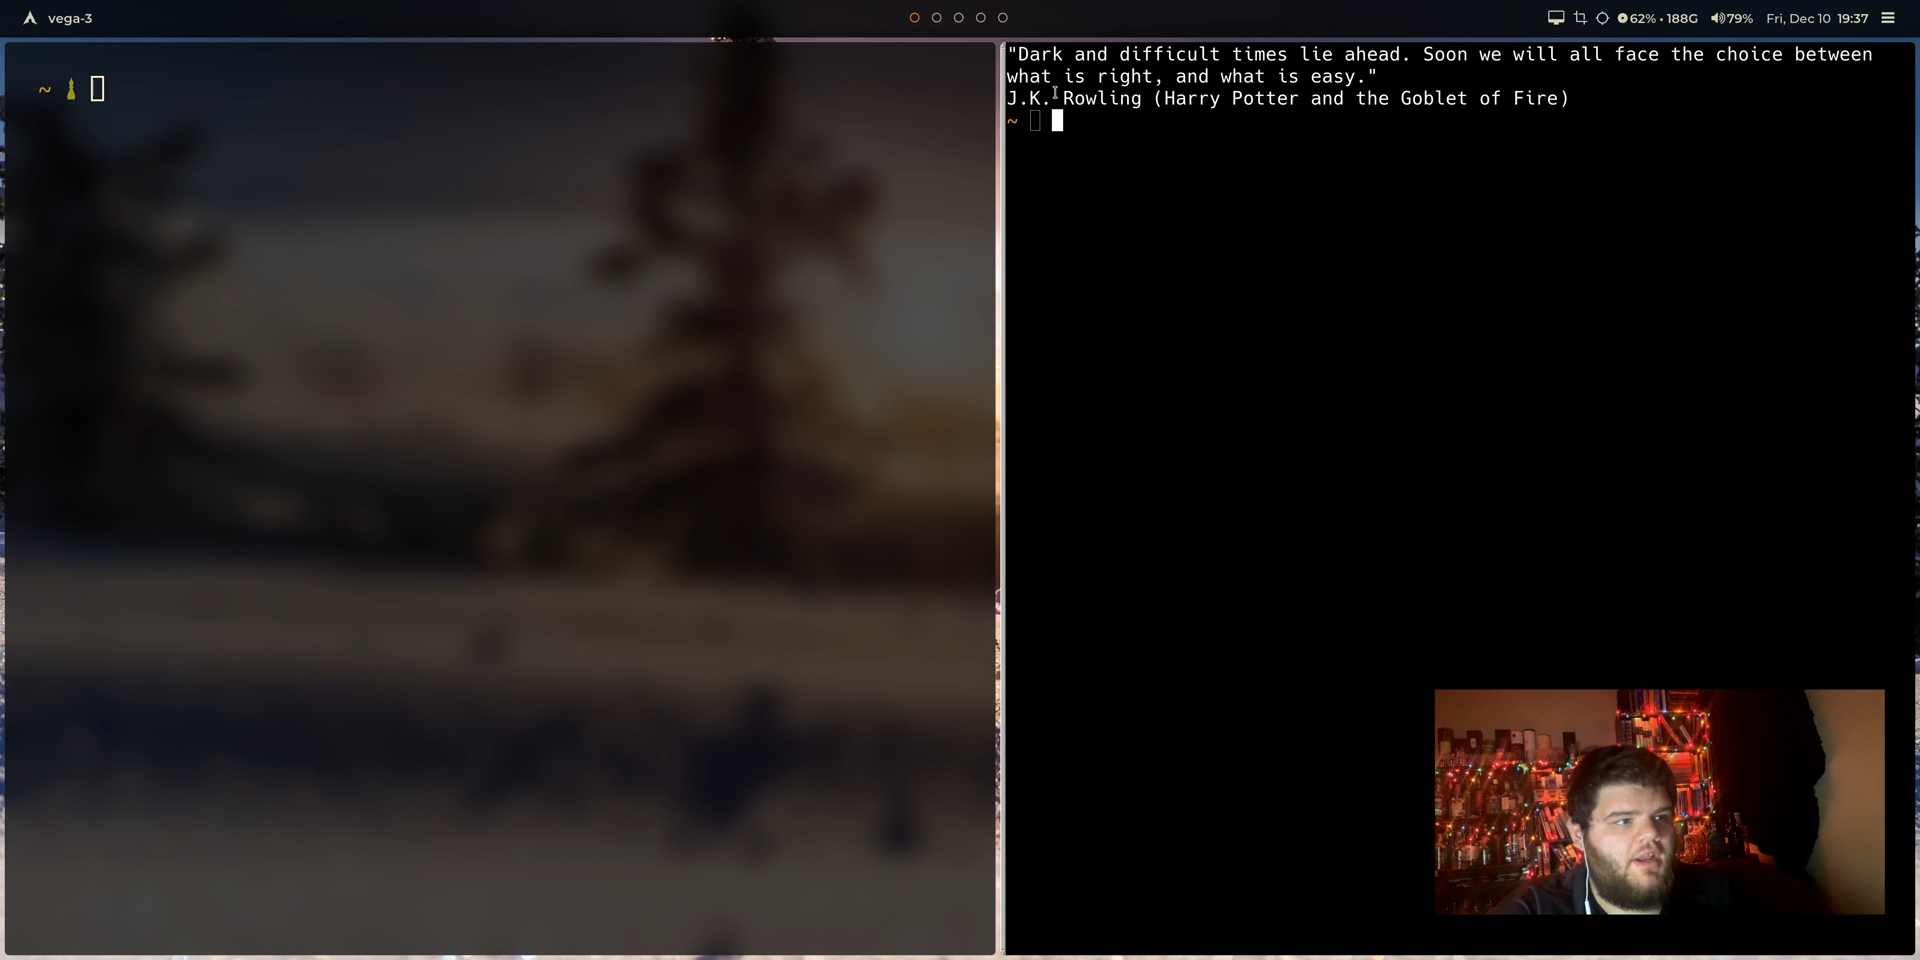 vega-3
62% • 188G 79% Fri, Dec 10 19:37
~
"Dark and difficult times lie ahead. Soon we will all face the choice between
what is right, and what is easy."
J.K. Rowling (Harry Potter and the Goblet of Fire)
~